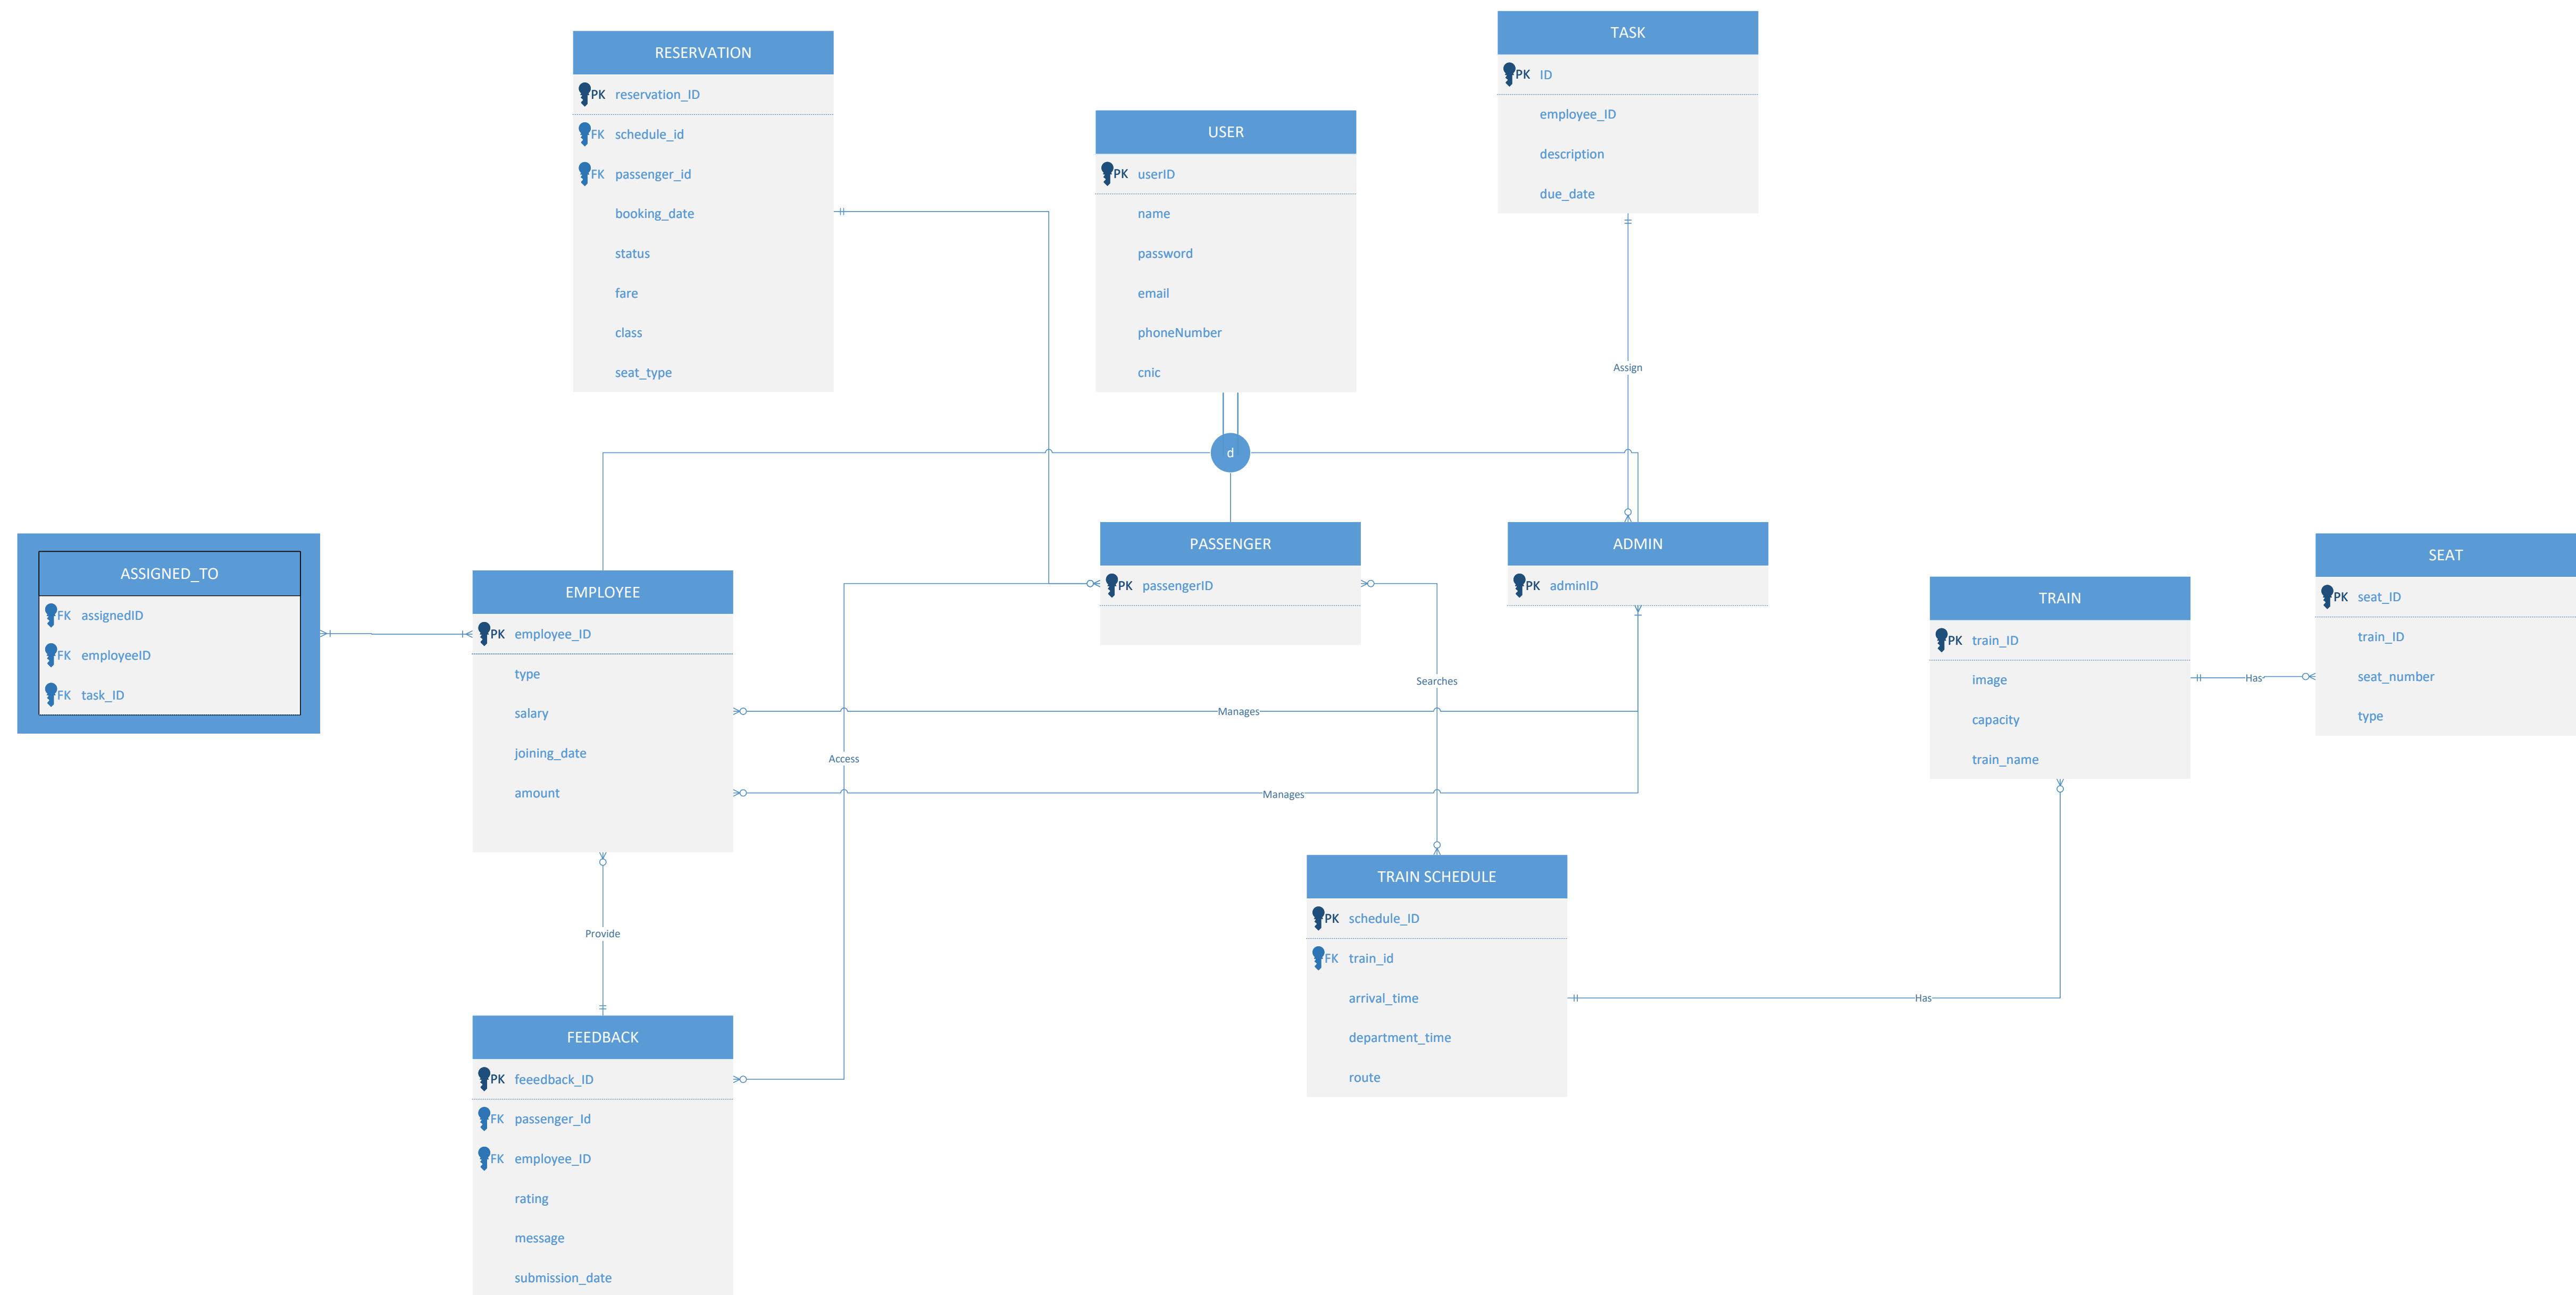 RESERVATION
PK reservation_ID
FK schedule_id
FK passenger_id
booking_date
status
fare
class
seat_type
USER
PK userID
name
password
email
phoneNumber
cnic
TASK
PK ID
employee_ID
description
due_date
Assign
d
ASSIGNED_TO
FK assignedID
FK employeeID
FK task_ID
EMPLOYEE
PK employee_ID
type
salary
joining_date
amount
PASSENGER
PK passengerID
ADMIN
PK adminID
TRAIN
PK train_ID
image
capacity
train_name
Has
SEAT
PK seat_ID
train_ID
seat_number
type
Searches
Manages
Access
Manages
Provide
TRAIN SCHEDULE
PK schedule_ID
FK train_id
arrival_time
department_time
route
Has
FEEDBACK
PK feeedback_ID
FK passenger_Id
FK employee_ID
rating
message
submission_date